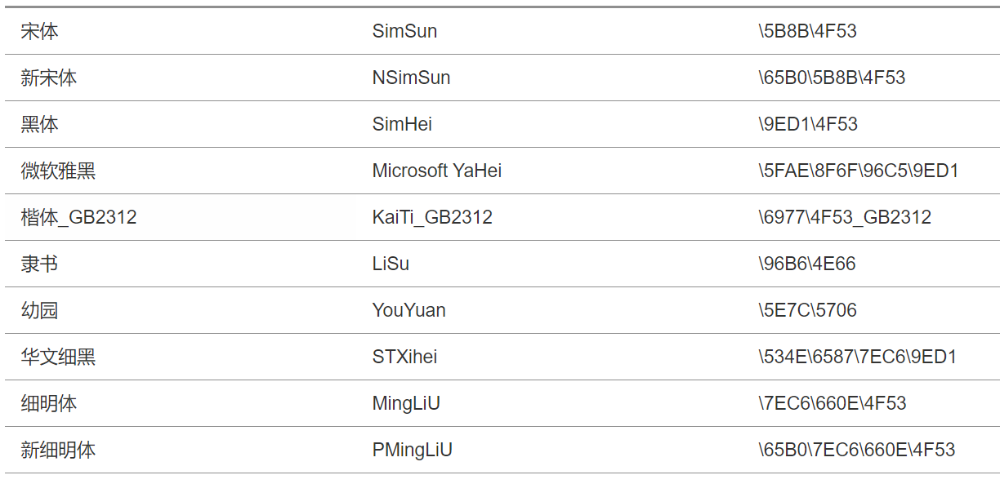 宋体 SimSun \5B8B\4F53
新宋体 NSimSun \65B0\5B8B\4F53
黑体 SimHei \9ED1\4F53
微软雅黑 Microsoft YaHei \5FAE\8F6F\96C5\9ED1
楷体_GB2312 KaiTi_GB2312 \6977\4F53_GB2312
隶书 LiSu \96B6\4E66
幼园 YouYuan \5E7C\5706
华文细黑 STXihei \534E\6587\7EC6\9ED1
细明体 MingLiU \7EC6\660E\4F53
新细明体 PMingLiU \65B0\7EC6\660E\4F53